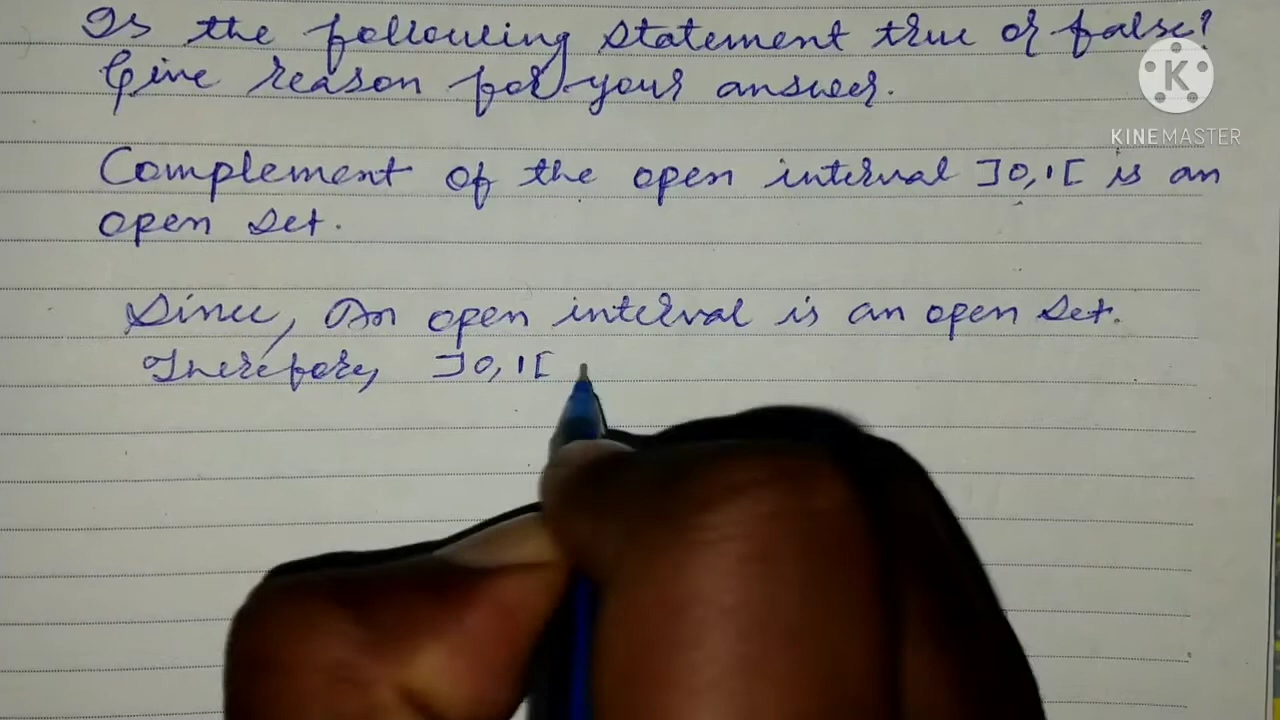 Is the following statement true or false?
Give reason for your answer.
KINEMASTER
Complement of the open interval ]0,1[ is an
open set.
Since, An open interval is an open set.
Therefore, ]0,1[